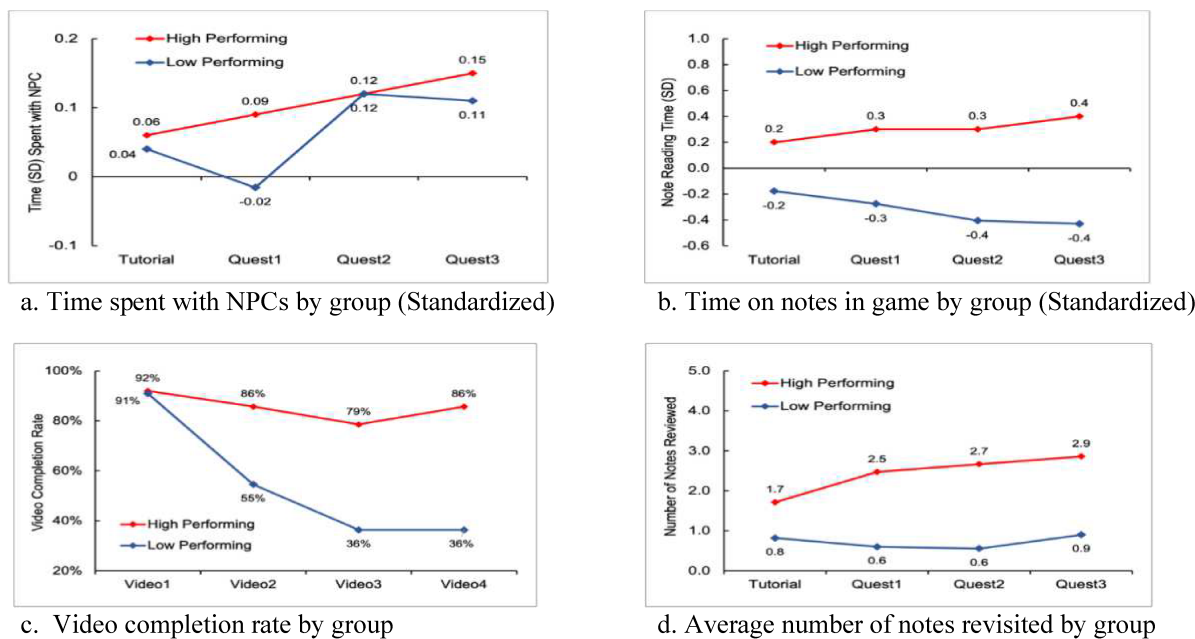 0.2
High Performing
Low Performing
0.15
0.12
0.1
0.09
0.12
0.11
0.06
0.04
0
-0.02
-0.1
Time (SD) Spent with NPC
Tutorial Quest1 Quest2 Quest3
a. Time spent with NPCs by group (Standardized)
1.0
High Performing
0.8
Low Performing
0.6
0.4
0.4
0.3
0.3
0.2
0.2
0.0
-0.2
-0.2
-0.3
-0.4
-0.4
-0.4
-0.6
Note Reading Time (SD)
Tutorial Quest1 Quest2 Quest3
b. Time on notes in game by group (Standardized)
100%
92%
91%
86%
79%
86%
80%
60%
55%
40%
36%
36%
High Performing
Low Performing
20%
Video Completion Rate
Video1 Video2 Video3 Video4
c. Video completion rate by group
5.0
High Performing
Low Performing
4.0
3.0
2.9
2.7
2.5
2.0
1.7
1.0
0.8
0.6
0.6
0.9
0.0
Number of Notes Reviewed
Tutorial Quest1 Quest2 Quest3
d. Average number of notes revisited by group